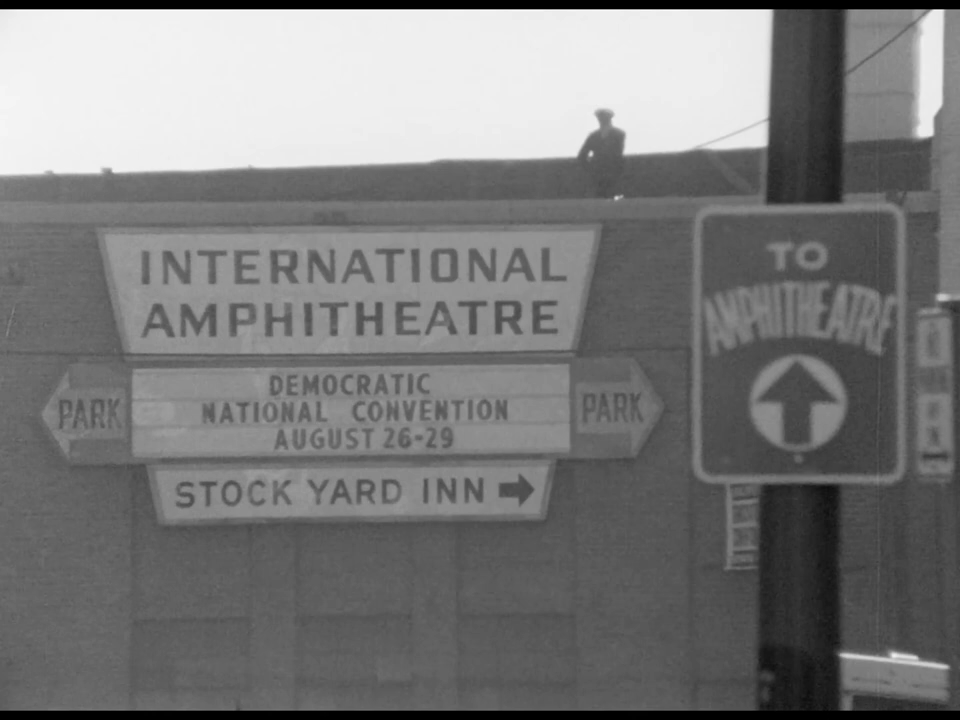 INTERNATIONAL
AMPHITHEATRE
PARK
DEMOCRATIC
NATIONAL CONVENTION
AUGUST 26-29
PARK
STOCK YARD INN
TO
AMPHITHEATRE